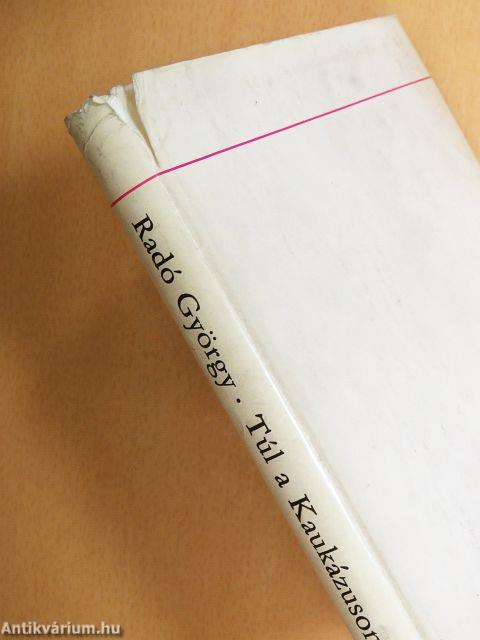 Radó György · Túl a Kaukázuson
Antikvárium.hu